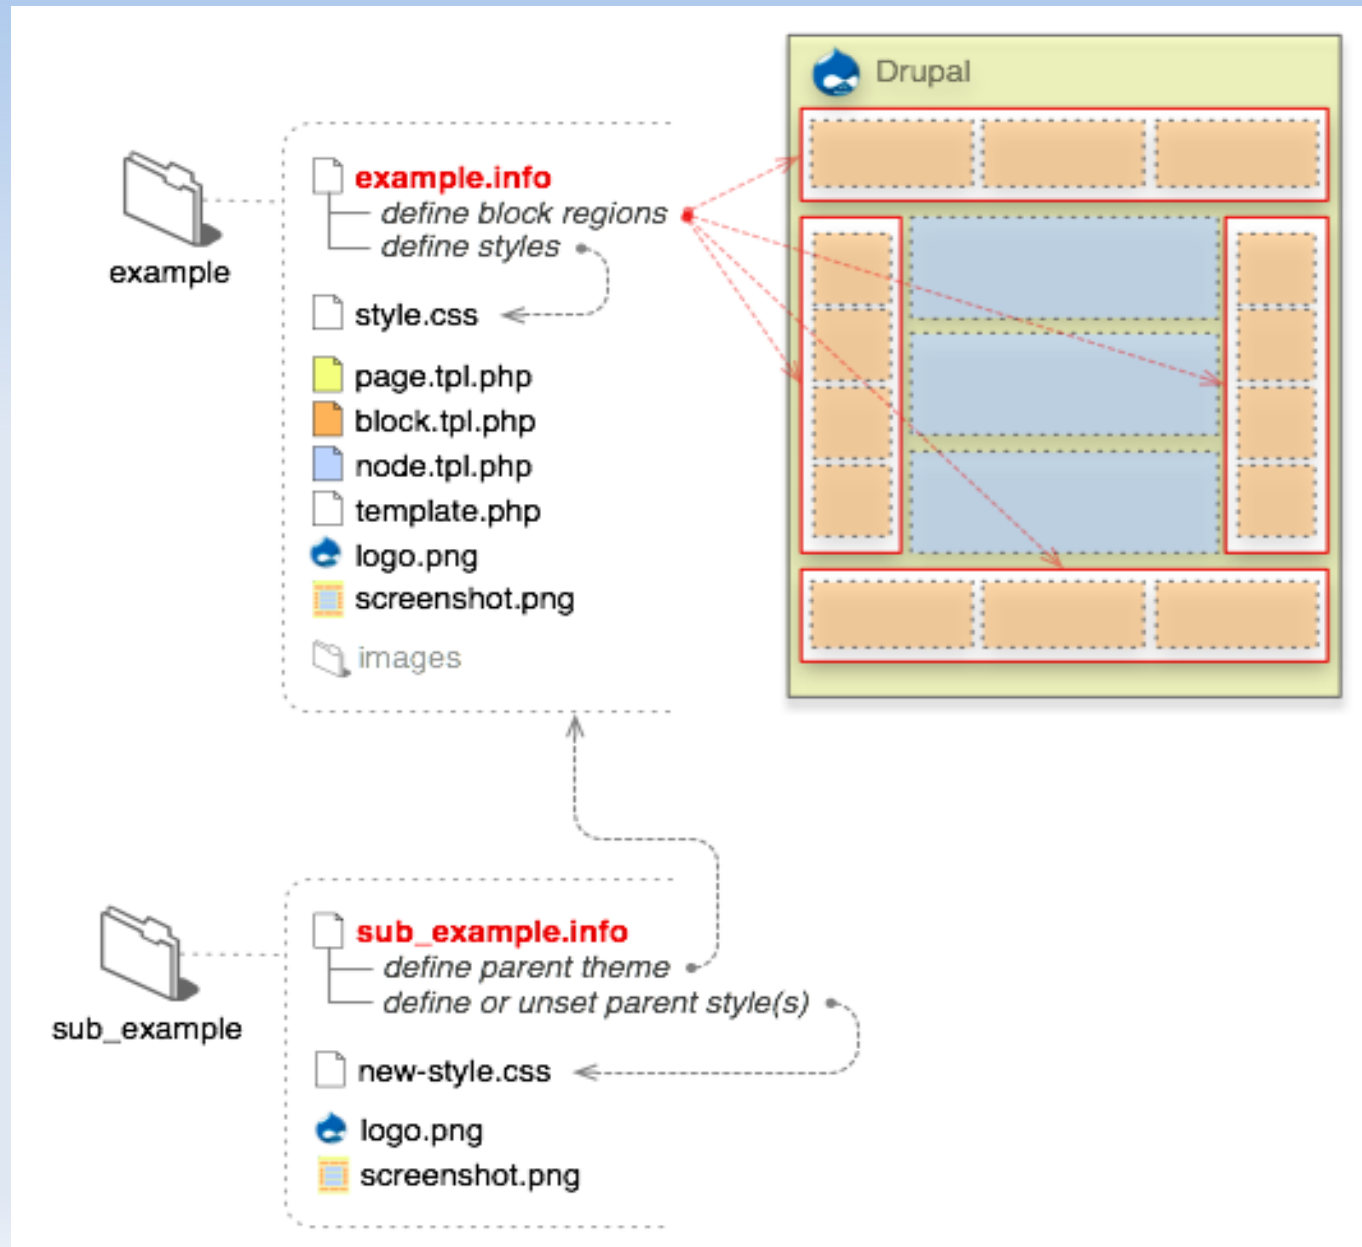 Drupal
example
example.info
define block regions
define styles
style.css
page.tpl.php
block.tpl.php
node.tpl.php
template.php
logo.png
screenshot.png
images
sub_example
sub_example.info
define parent theme
define or unset parent style(s)
new-style.css
logo.png
screenshot.png